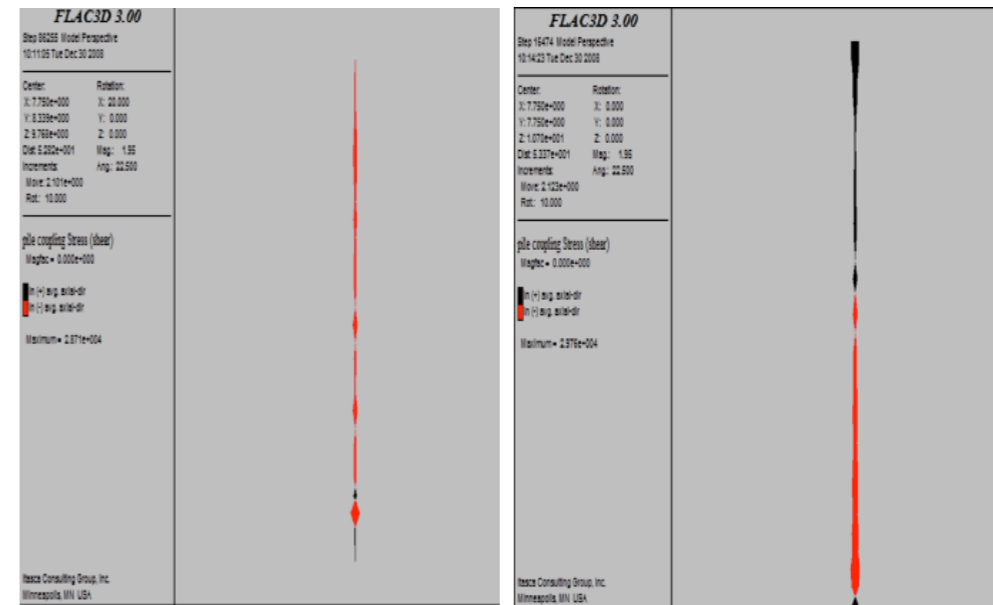 FLAC3D 3.00
Step 86255 Model Perspective
10:11:05 Tue Dec 30 2008
Center: Rotation:
X: 7.750e+000 X: 20.000
Y: 8.339e+000 Y: 0.000
Z: 9.768e+000 Z: 0.000
Dist: 5.282e+001 Mag.: 1.95
Increments: Ang.: 22.500
Move: 2.101e+000
Rot.: 10.000
pile coupling Stress (shear)
Magfac = 0.000e+000
In (+) avg. axial-dir
In (-) avg. axial-dir
Maximum = 2.871e+004
Itasca Consulting Group, Inc.
Minneapolis, MN USA
FLAC3D 3.00
Step 16474 Model Perspective
10:14:23 Tue Dec 30 2008
Center: Rotation:
X: 7.750e+000 X: 0.000
Y: 7.750e+000 Y: 0.000
Z: 1.070e+001 Z: 0.000
Dist: 5.337e+001 Mag.: 1.95
Increments: Ang.: 22.500
Move: 2.123e+000
Rot.: 10.000
pile coupling Stress (shear)
Magfac = 0.000e+000
In (+) avg. axial-dir
In (-) avg. axial-dir
Maximum = 2.976e+004
Itasca Consulting Group, Inc.
Minneapolis, MN USA